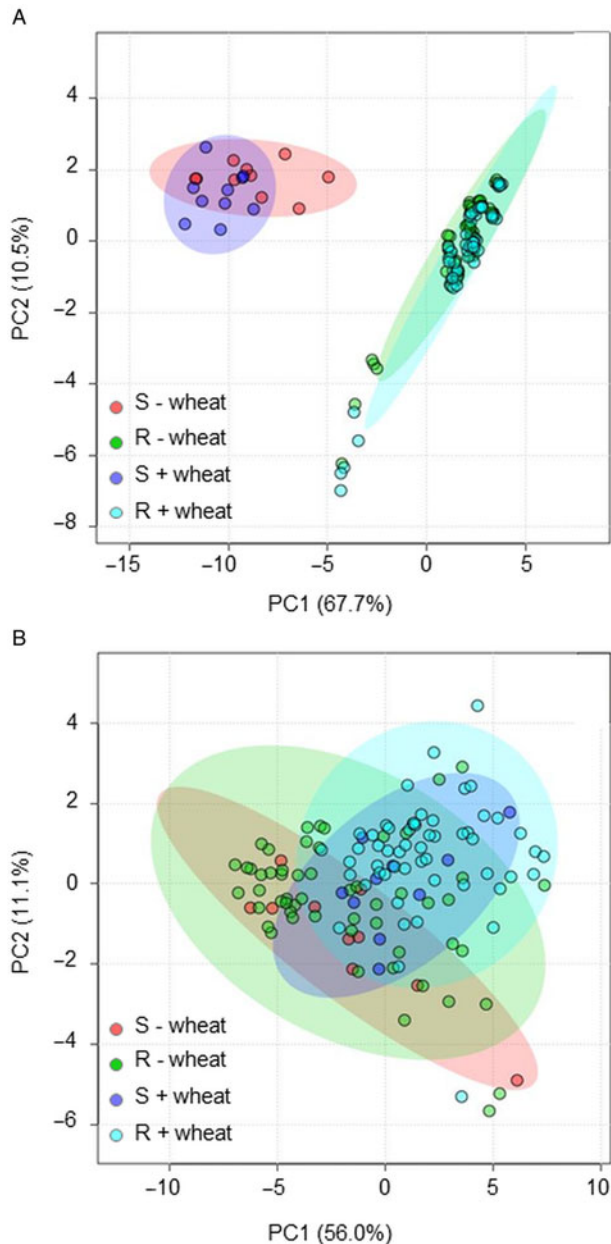 A
4
2
0
−2
−4
−6
−8
PC2 (10.5%)
S - wheat
R - wheat
S + wheat
R + wheat
−15
−10
−5
0
5
PC1 (67.7%)
B
4
2
0
−2
−4
−6
PC2 (11.1%)
S - wheat
R - wheat
S + wheat
R + wheat
−10
−5
0
5
10
PC1 (56.0%)